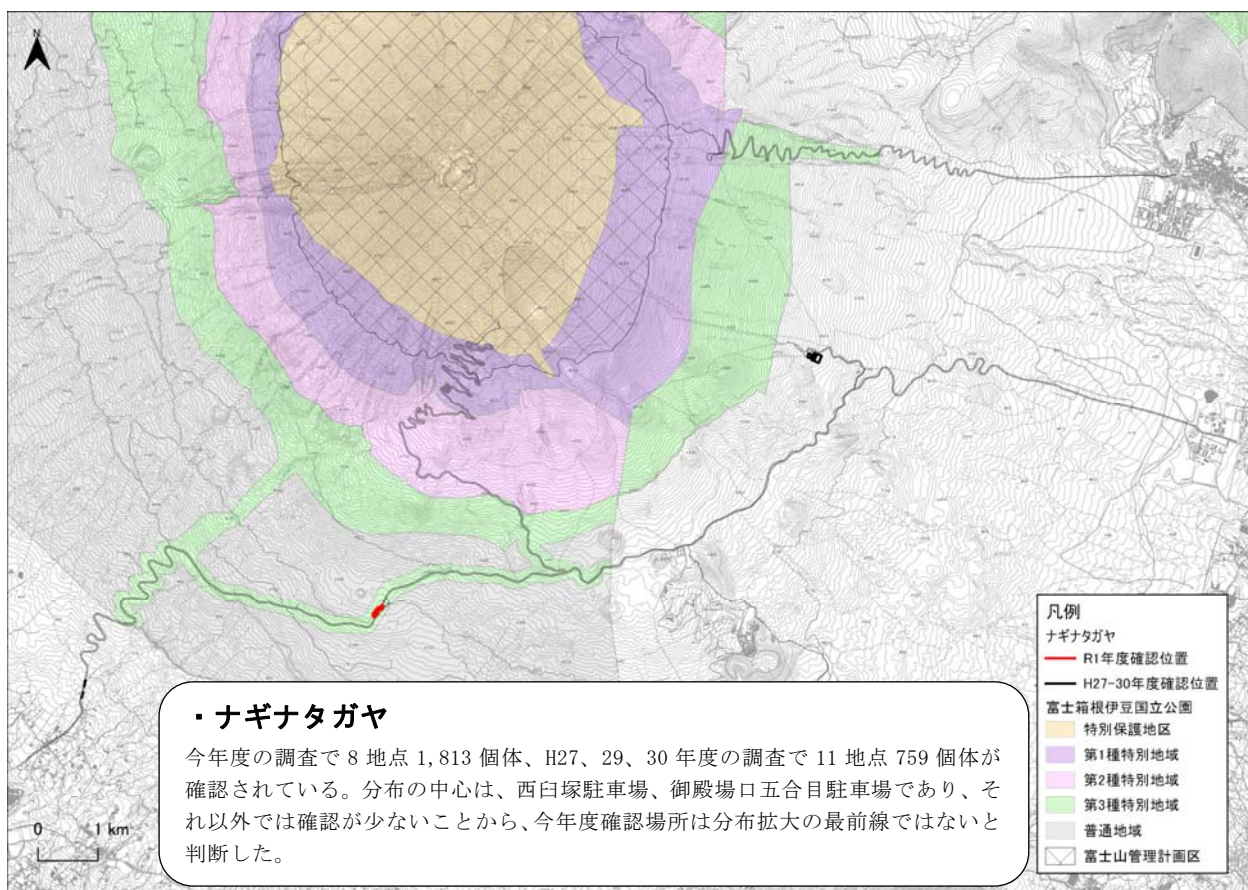 N
・ナギナタガヤ
今年度の調査で 8 地点 1,813 個体、H27、29、30 年度の調査で 11 地点 759 個体が
確認されている。分布の中心は、西臼塚駐車場、御殿場口五合目駐車場であり、そ
れ以外では確認が少ないことから、今年度確認場所は分布拡大の最前線ではないと
判断した。
0 1 km
凡例
ナギナタガヤ
R1年度確認位置
H27-30年度確認位置
富士箱根伊豆国立公園
特別保護地区
第1種特別地域
第2種特別地域
第3種特別地域
普通地域
富士山管理計画区